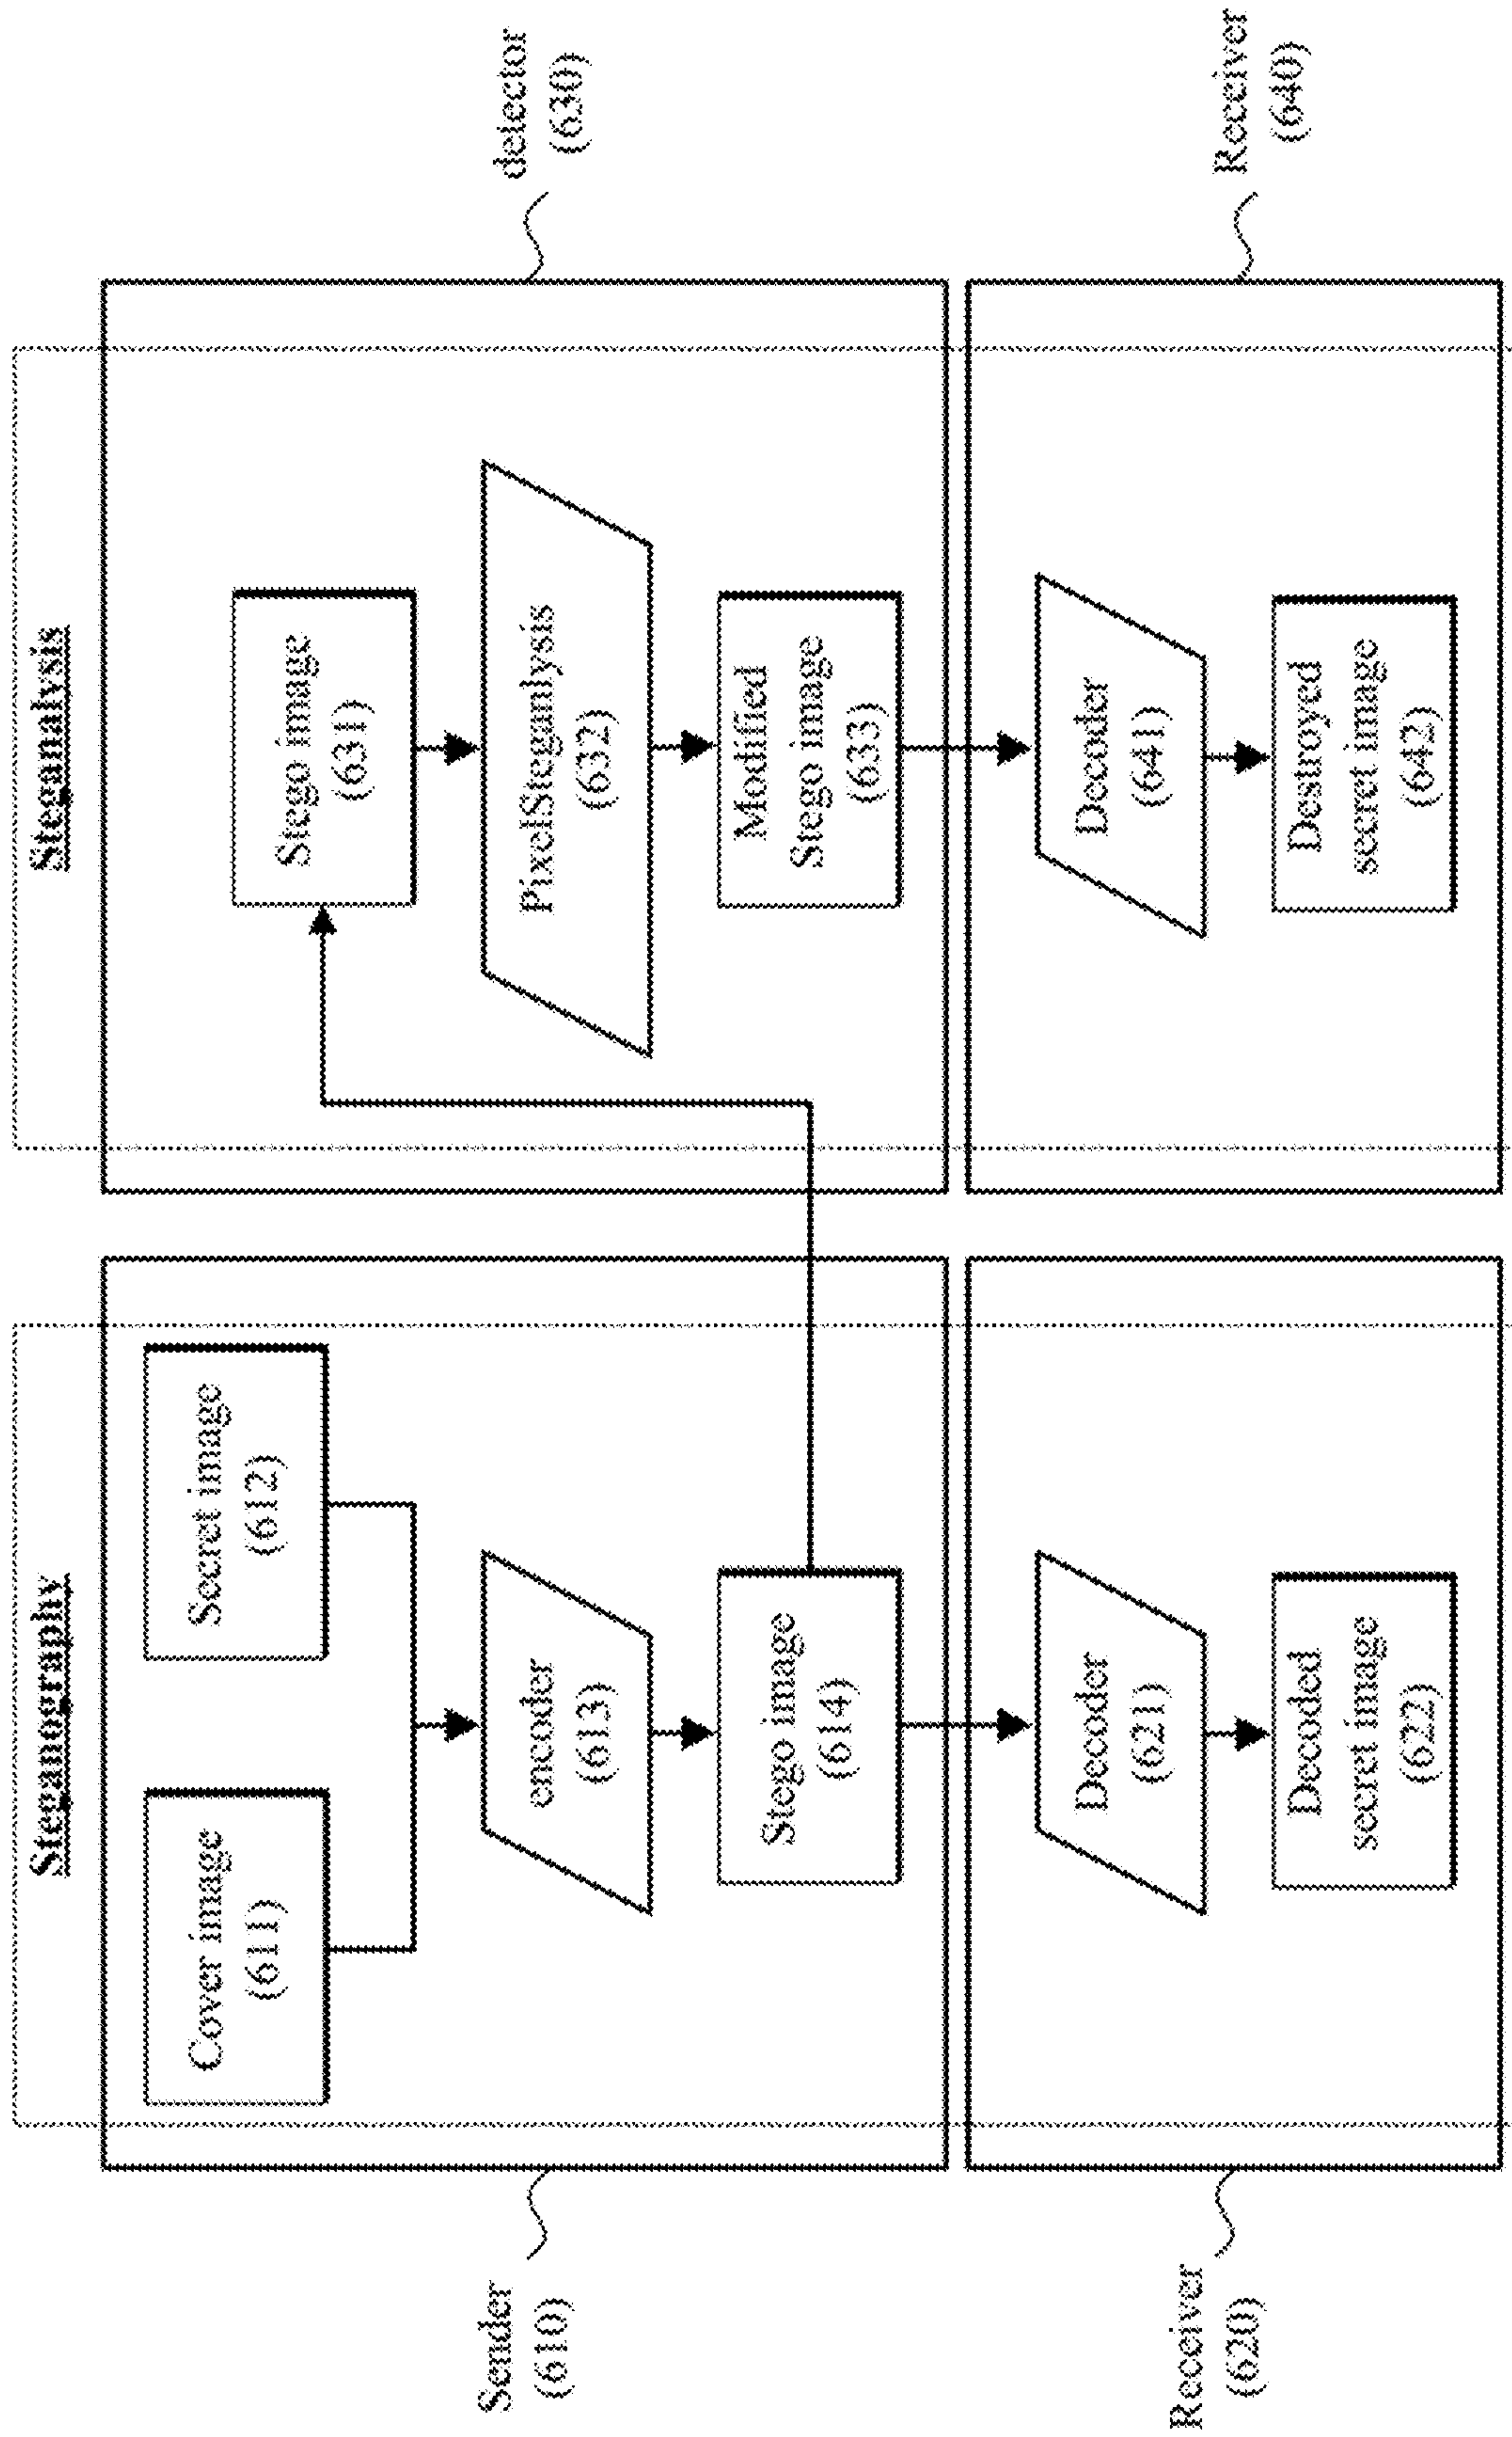 Steganography
Sender
(610)
Cover image
(611)
Secret image
(612)
encoder
(613)
Stego image
(614)
Receiver
(620)
Decoder
(621)
Decoded
secret image
(622)
Steganalysis
detector
(630)
Stego image
(631)
PixelSteganlysis
(632)
Modified
Stego image
(633)
Receiver
(640)
Decoder
(641)
Destroyed
secret image
(642)